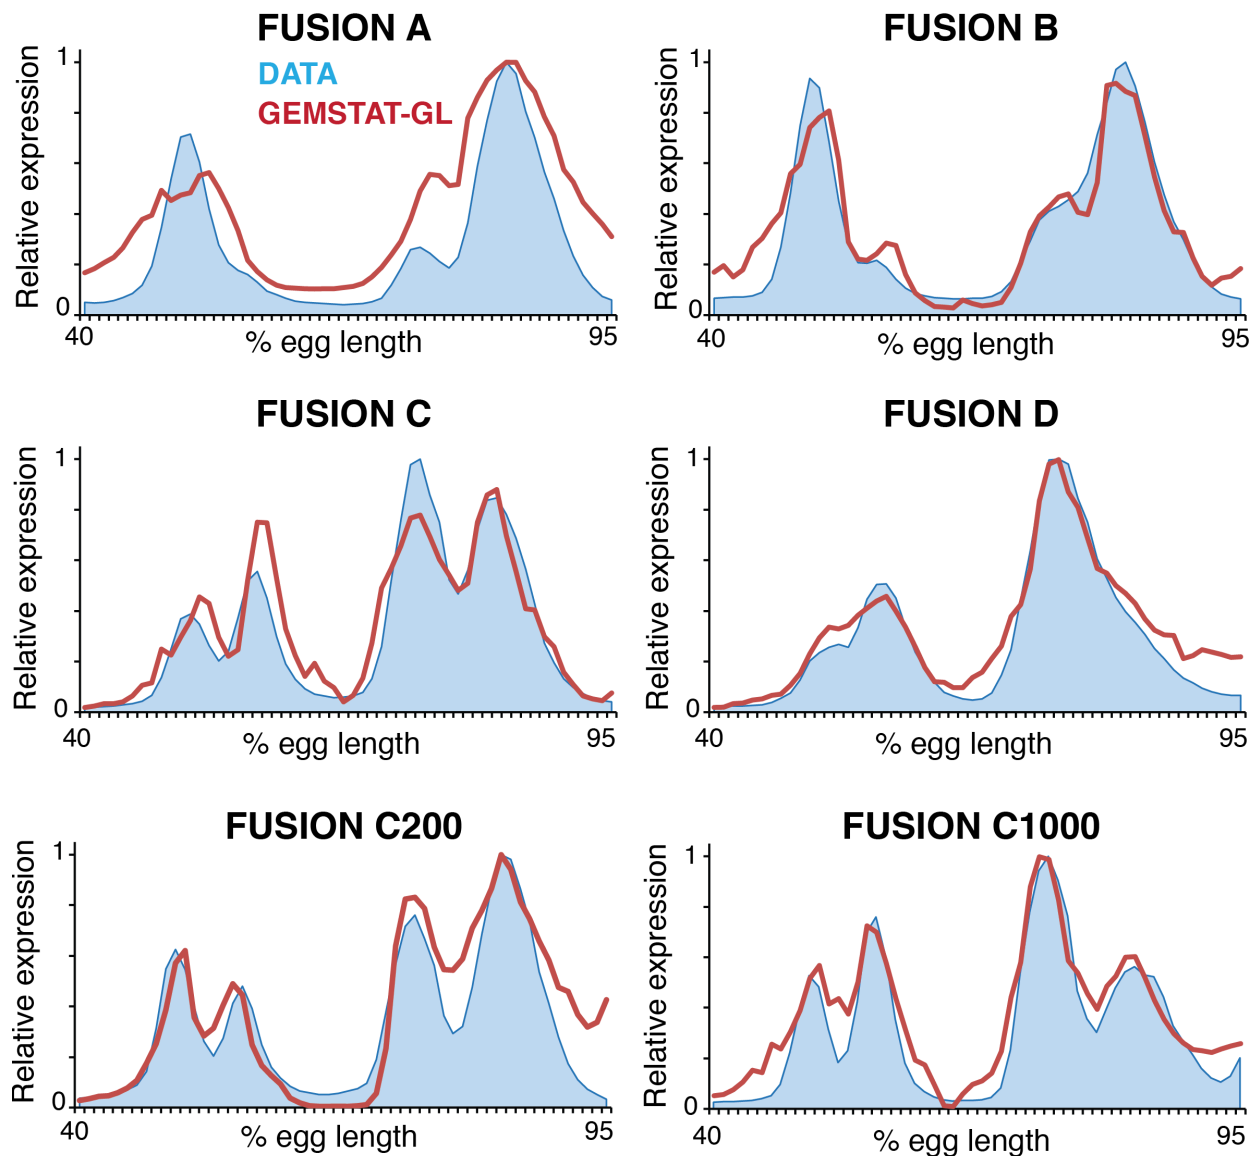 FUSION A
DATA
GEMSTAT-GL
Relative expression
1
0
40
% egg length
95
FUSION B
Relative expression
1
0
40
% egg length
95
FUSION C
Relative expression
1
0
40
% egg length
95
FUSION D
Relative expression
1
0
40
% egg length
95
FUSION C200
Relative expression
1
0
40
% egg length
95
FUSION C1000
Relative expression
1
0
40
% egg length
95